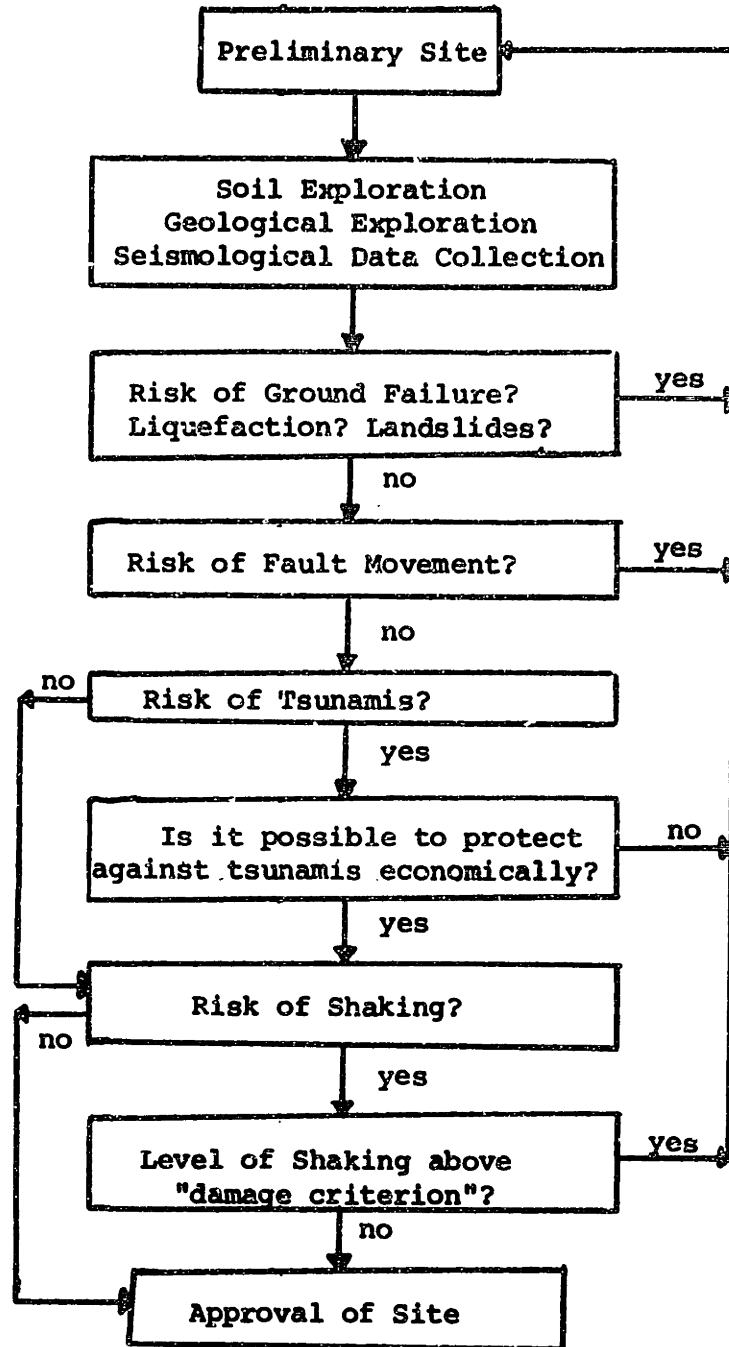 Preliminary Site
Soil Exploration
Geological Exploration
Seismological Data Collection
Risk of Ground Failure?
Liquefaction? Landslides?
yes
no
Risk of Fault Movement?
yes
no
Risk of Tsunamis?
no
yes
Is it possible to protect
against tsunamis economically?
no
yes
Risk of Shaking?
no
yes
Level of Shaking above
"damage criterion"?
yes
no
Approval of Site